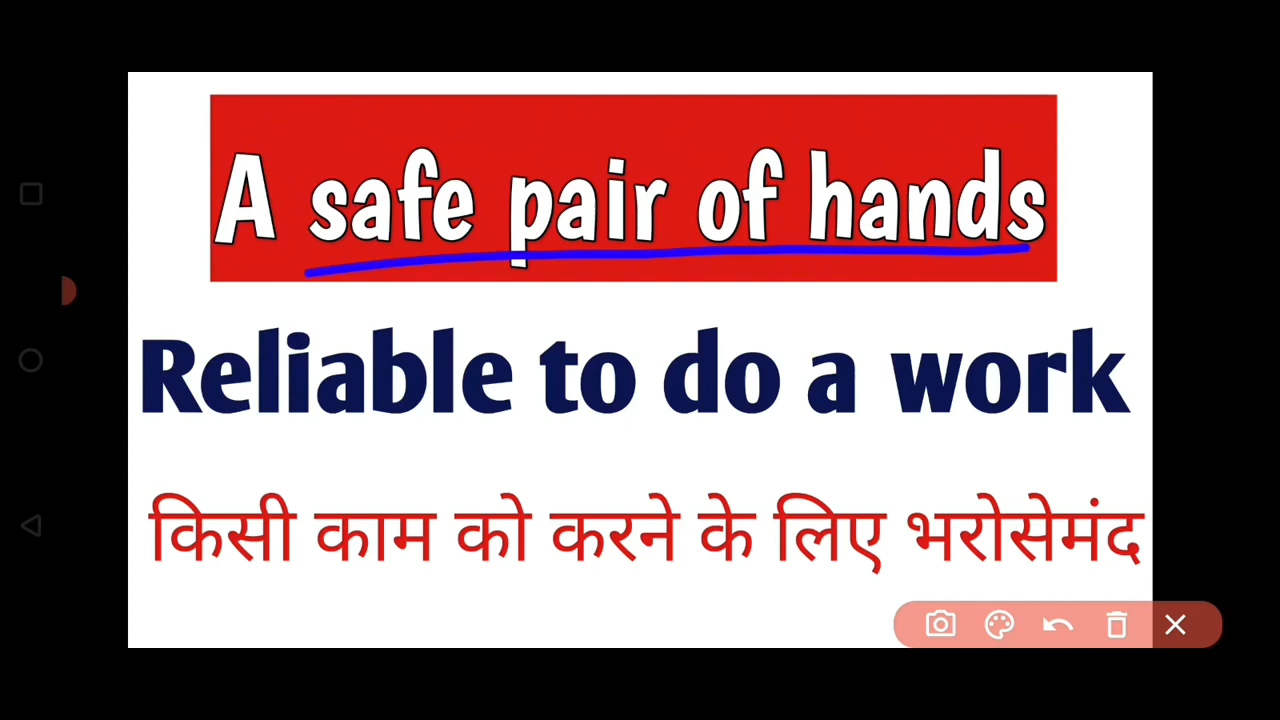 A safe pair of hands
Reliable to do a work
किसी काम को करने के लिए भरोसेमंद